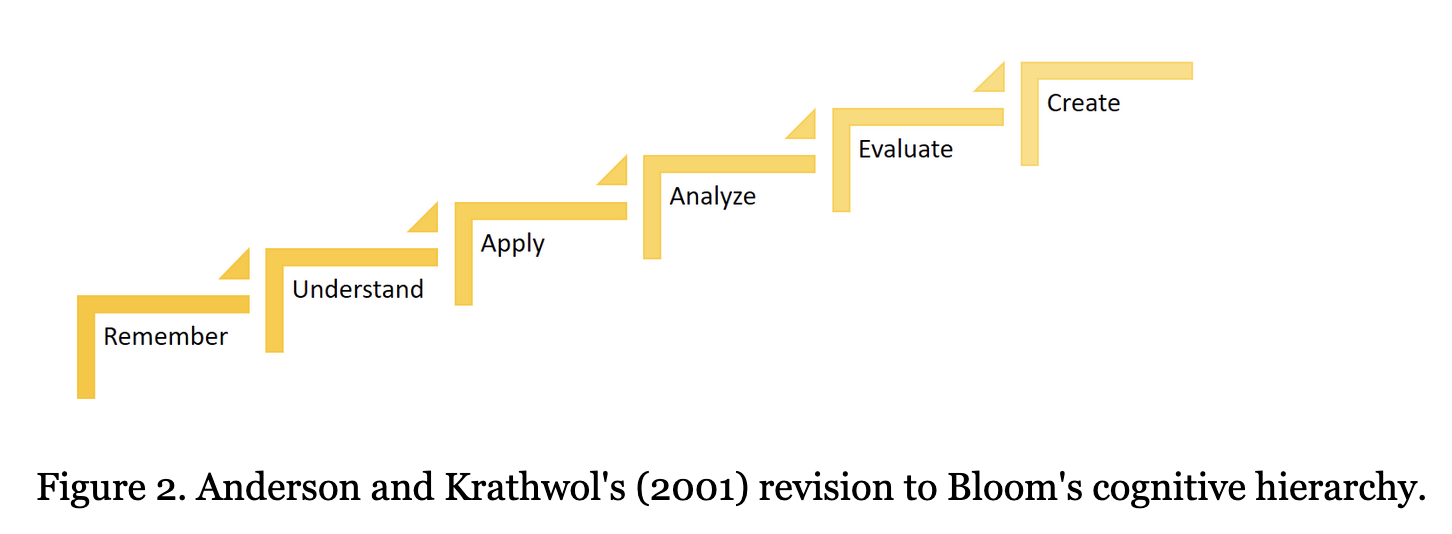 Create
Evaluate
Analyze
Apply
Understand
Remember
Figure 2. Anderson and Krathwol's (2001) revision to Bloom's cognitive hierarchy.